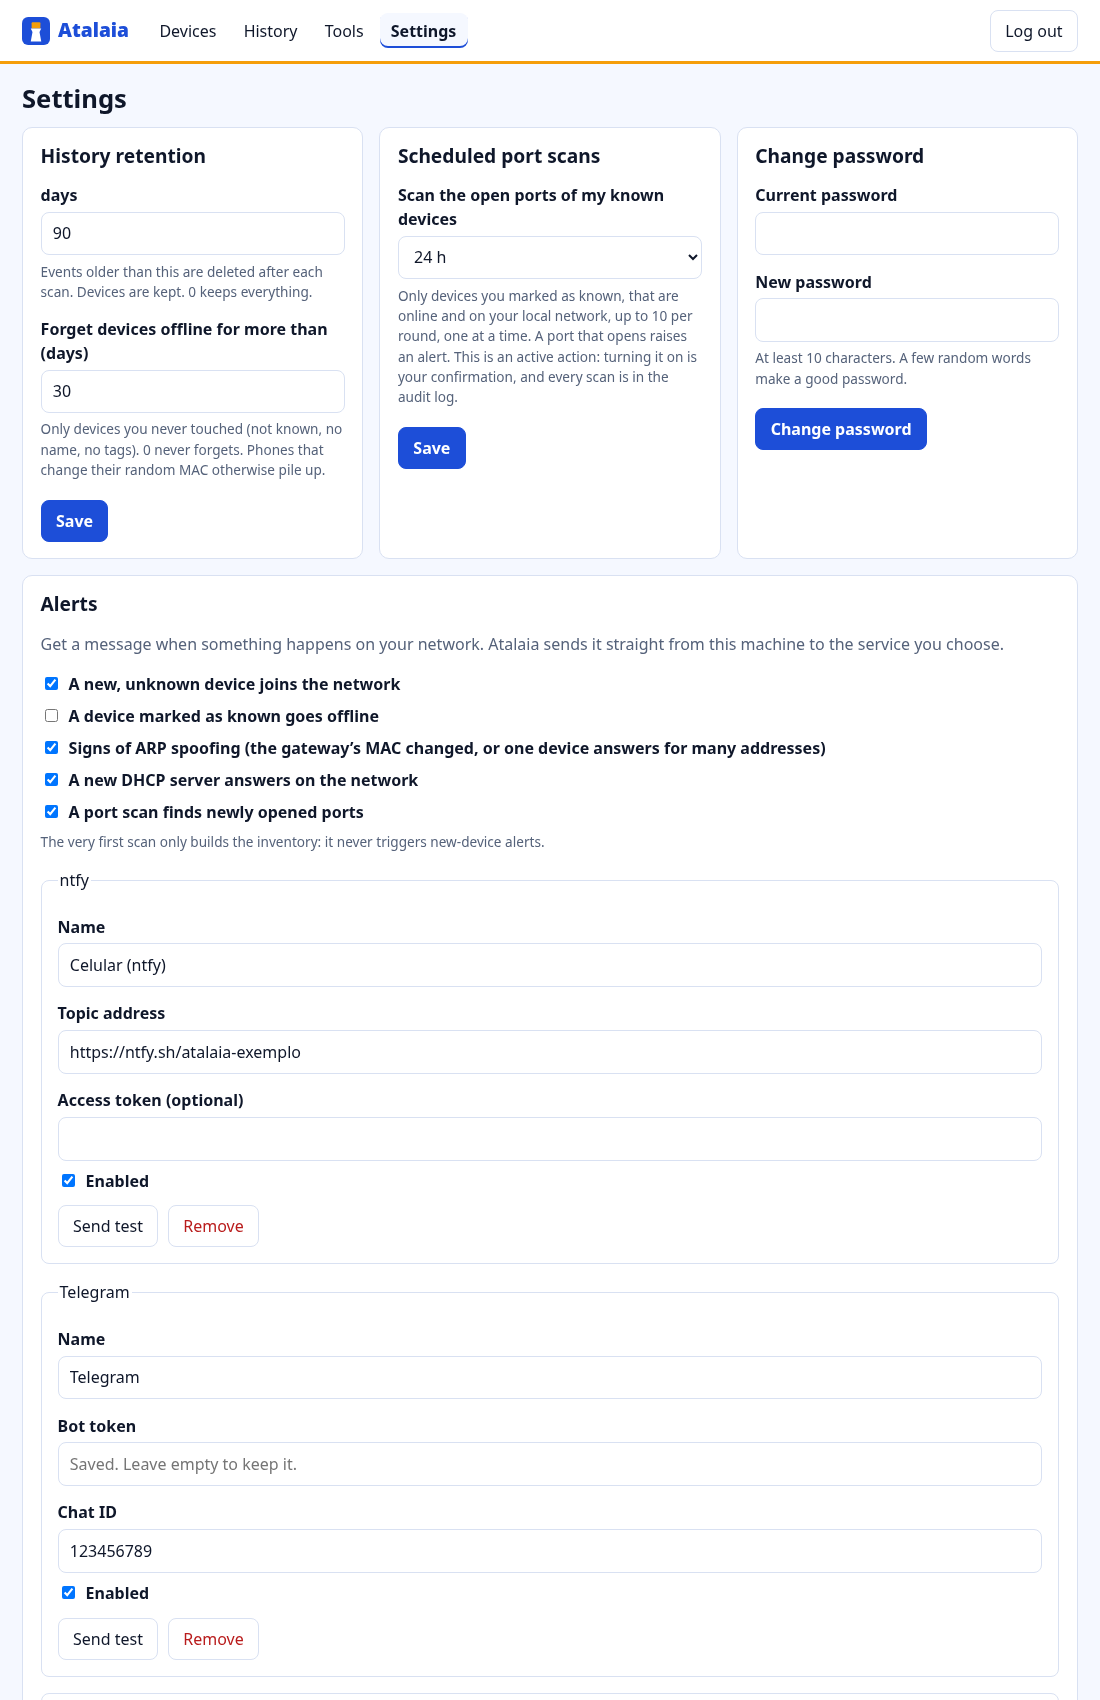 Atalaia
Devices
History
Tools
Settings
Log out
Settings
History retention
days
90
Events older than this are deleted after each
scan. Devices are kept. 0 keeps everything.
Forget devices offline for more than
(days)
30
Only devices you never touched (not known, no
name, no tags). 0 never forgets. Phones that
change their random MAC otherwise pile up.
Save
Scheduled port scans
Scan the open ports of my known
devices
24 h
Only devices you marked as known, that are
online and on your local network, up to 10 per
round, one at a time. A port that opens raises
an alert. This is an active action: turning it on is
your confirmation, and every scan is in the
audit log.
Save
Change password
Current password
New password
At least 10 characters. A few random words
make a good password.
Change password
Alerts
Get a message when something happens on your network. Atalaia sends it straight from this machine to the service you choose.
A new, unknown device joins the network
A device marked as known goes offline
Signs of ARP spoofing (the gateway’s MAC changed, or one device answers for many addresses)
A new DHCP server answers on the network
A port scan finds newly opened ports
The very first scan only builds the inventory: it never triggers new-device alerts.
ntfy
Name
Celular (ntfy)
Topic address
https://ntfy.sh/atalaia-exemplo
Access token (optional)
Enabled
Send test
Remove
Telegram
Name
Telegram
Bot token
Saved. Leave empty to keep it.
Chat ID
123456789
Enabled
Send test
Remove